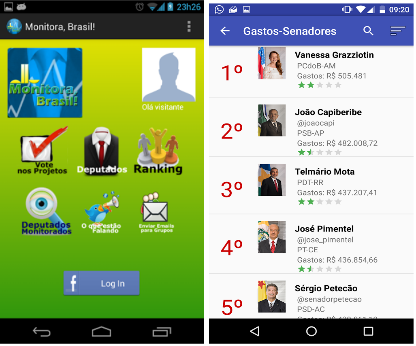 23h26
Monitora, Brasil!
Monitora,
Brasil!
Olá visitante
Vote
nos Projetos
Deputados
Ranking
Deputados
Monitorados
O que estão
Falando
Enviar Emails
para Grupos
f Log In
09:20
Gastos-Senadores
1º
Vanessa Grazziotin
PCdoB-AM
Gastos: R$ 505.481
2º
João Capiberibe
@joaocapi
PSB-AP
Gastos: R$ 482.008,72
3º
Telmário Mota
PDT-RR
Gastos: R$ 437.207,41
4º
José Pimentel
@jose_pimentel
PT-CE
Gastos: R$ 436.854,66
5º
Sérgio Petecão
@senadorpetecao
PSD-AC